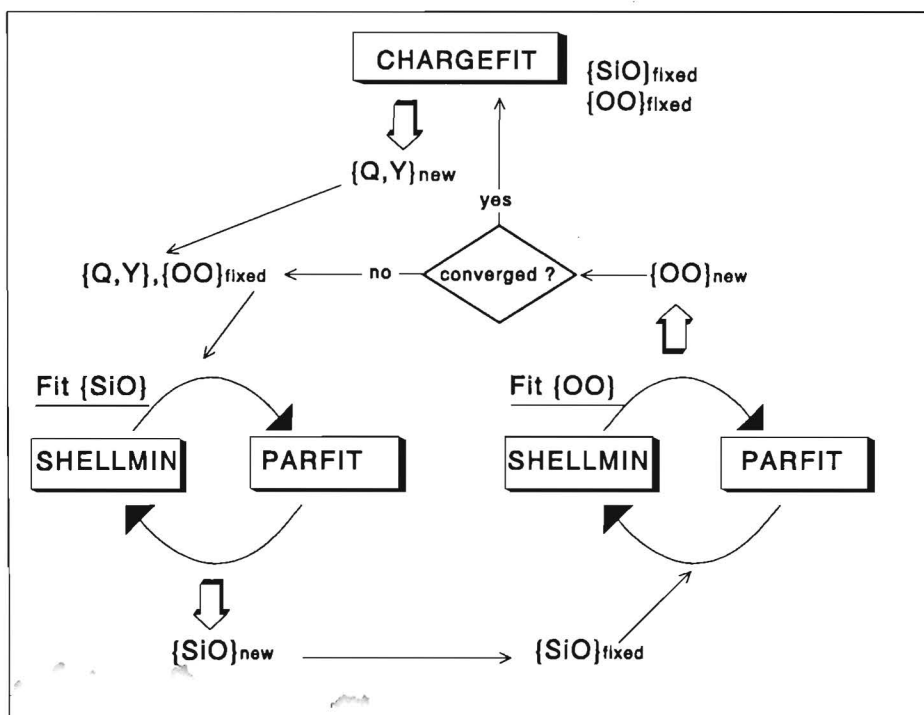 CHARGEFIT
{SiO}fixed
{OO}fixed
{Q,Y}new
yes
{Q,Y},{OO}fixed
no
converged ?
{OO}new
Fit {SiO}
Fit {OO}
SHELLMIN
PARFIT
SHELLMIN
PARFIT
{SiO}new
{SiO}fixed